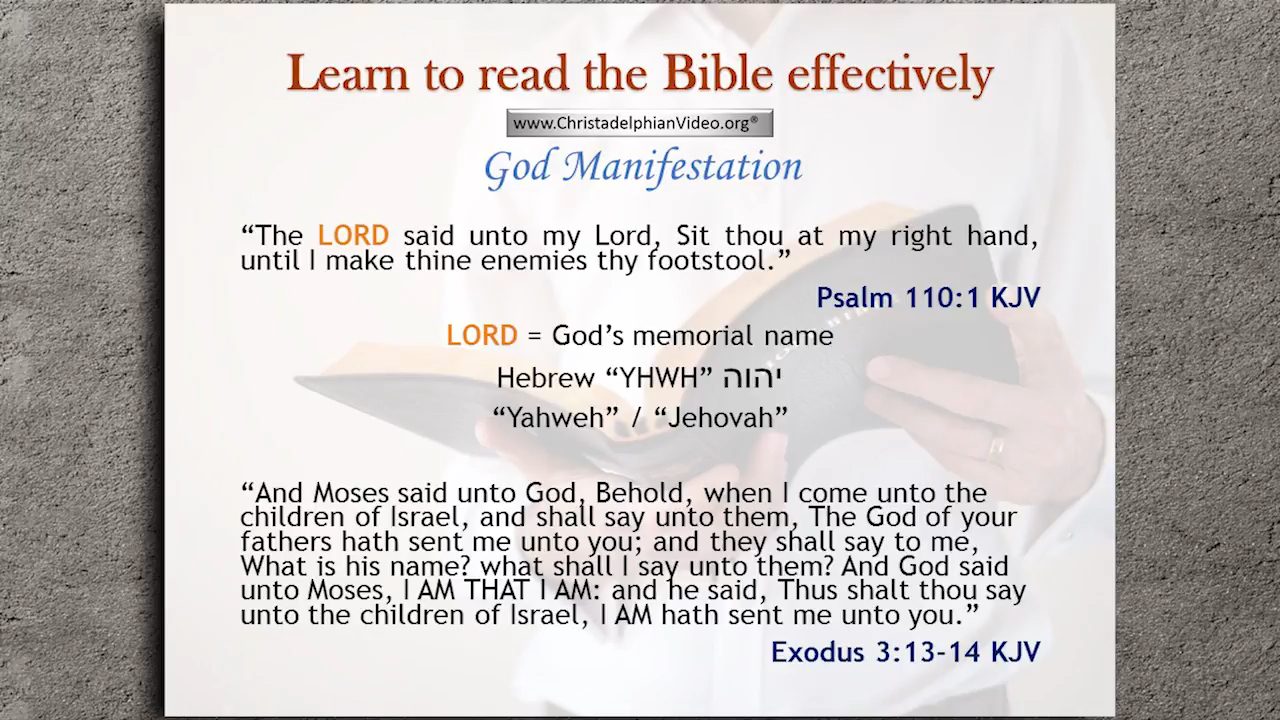 Learn to read the Bible effectively
www.ChristadelphianVideo.org®
God Manifestation
“The LORD said unto my Lord, Sit thou at my right hand,
until I make thine enemies thy footstool.”
Psalm 110:1 KJV
LORD = God’s memorial name
Hebrew “YHWH” יהוה
“Yahweh” / “Jehovah”
“And Moses said unto God, Behold, when I come unto the
children of Israel, and shall say unto them, The God of your
fathers hath sent me unto you; and they shall say to me,
What is his name? what shall I say unto them? And God said
unto Moses, I AM THAT I AM: and he said, Thus shalt thou say
unto the children of Israel, I AM hath sent me unto you.”
Exodus 3:13-14 KJV